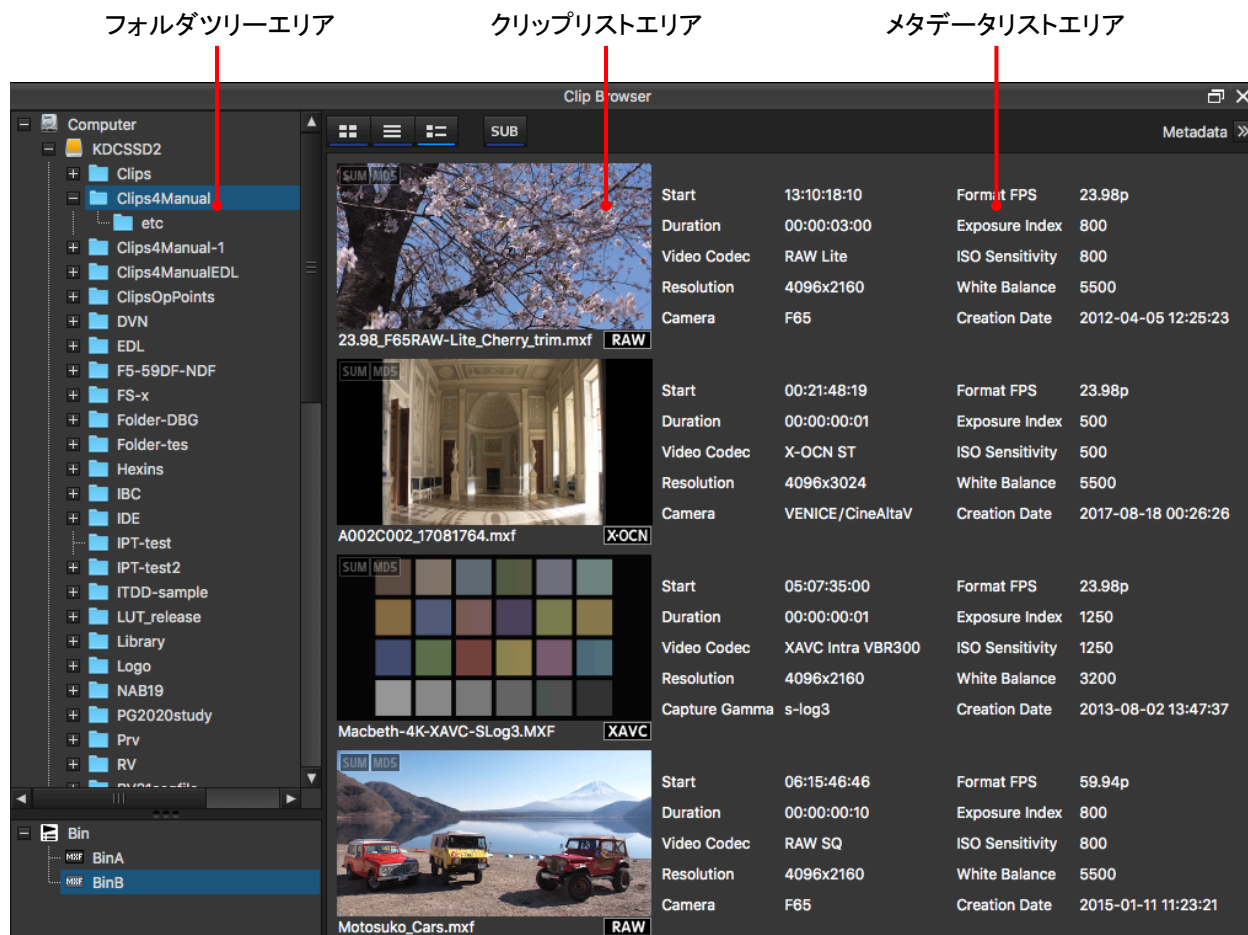 フォルダツリーエリア
クリップリストエリア
メタデータリストエリア
Clip Browser
Computer
KDCSSD2
Clips
Clips4Manual
etc
Clips4Manual-1
Clips4ManualEDL
ClipsOpPoints
DVN
EDL
F5-59DF-NDF
FS-x
Folder-DBG
Folder-tes
Hexins
IBC
IDE
IPT-test
IPT-test2
ITDD-sample
LUT_release
Library
Logo
NAB19
PG2020study
Prv
RV
Bin
MXF BinA
MXF BinB
SUB
Metadata
SUM MD5
23.98_F65RAW-Lite_Cherry_trim.mxf RAW
Start 13:10:18:10 Format FPS 23.98p
Duration 00:00:03:00 Exposure Index 800
Video Codec RAW Lite ISO Sensitivity 800
Resolution 4096x2160 White Balance 5500
Camera F65 Creation Date 2012-04-05 12:25:23
SUM MD5
A002C002_17081764.mxf X-OCN
Start 00:21:48:19 Format FPS 23.98p
Duration 00:00:00:01 Exposure Index 500
Video Codec X-OCN ST ISO Sensitivity 500
Resolution 4096x3024 White Balance 5500
Camera VENICE/CineAltaV Creation Date 2017-08-18 00:26:26
SUM MD5
Macbeth-4K-XAVC-SLog3.MXF XAVC
Start 05:07:35:00 Format FPS 23.98p
Duration 00:00:00:01 Exposure Index 1250
Video Codec XAVC Intra VBR300 ISO Sensitivity 1250
Resolution 4096x2160 White Balance 3200
Capture Gamma s-log3 Creation Date 2013-08-02 13:47:37
SUM MD5
Motosuko_Cars.mxf RAW
Start 06:15:46:46 Format FPS 59.94p
Duration 00:00:00:10 Exposure Index 800
Video Codec RAW SQ ISO Sensitivity 800
Resolution 4096x2160 White Balance 5500
Camera F65 Creation Date 2015-01-11 11:23:21